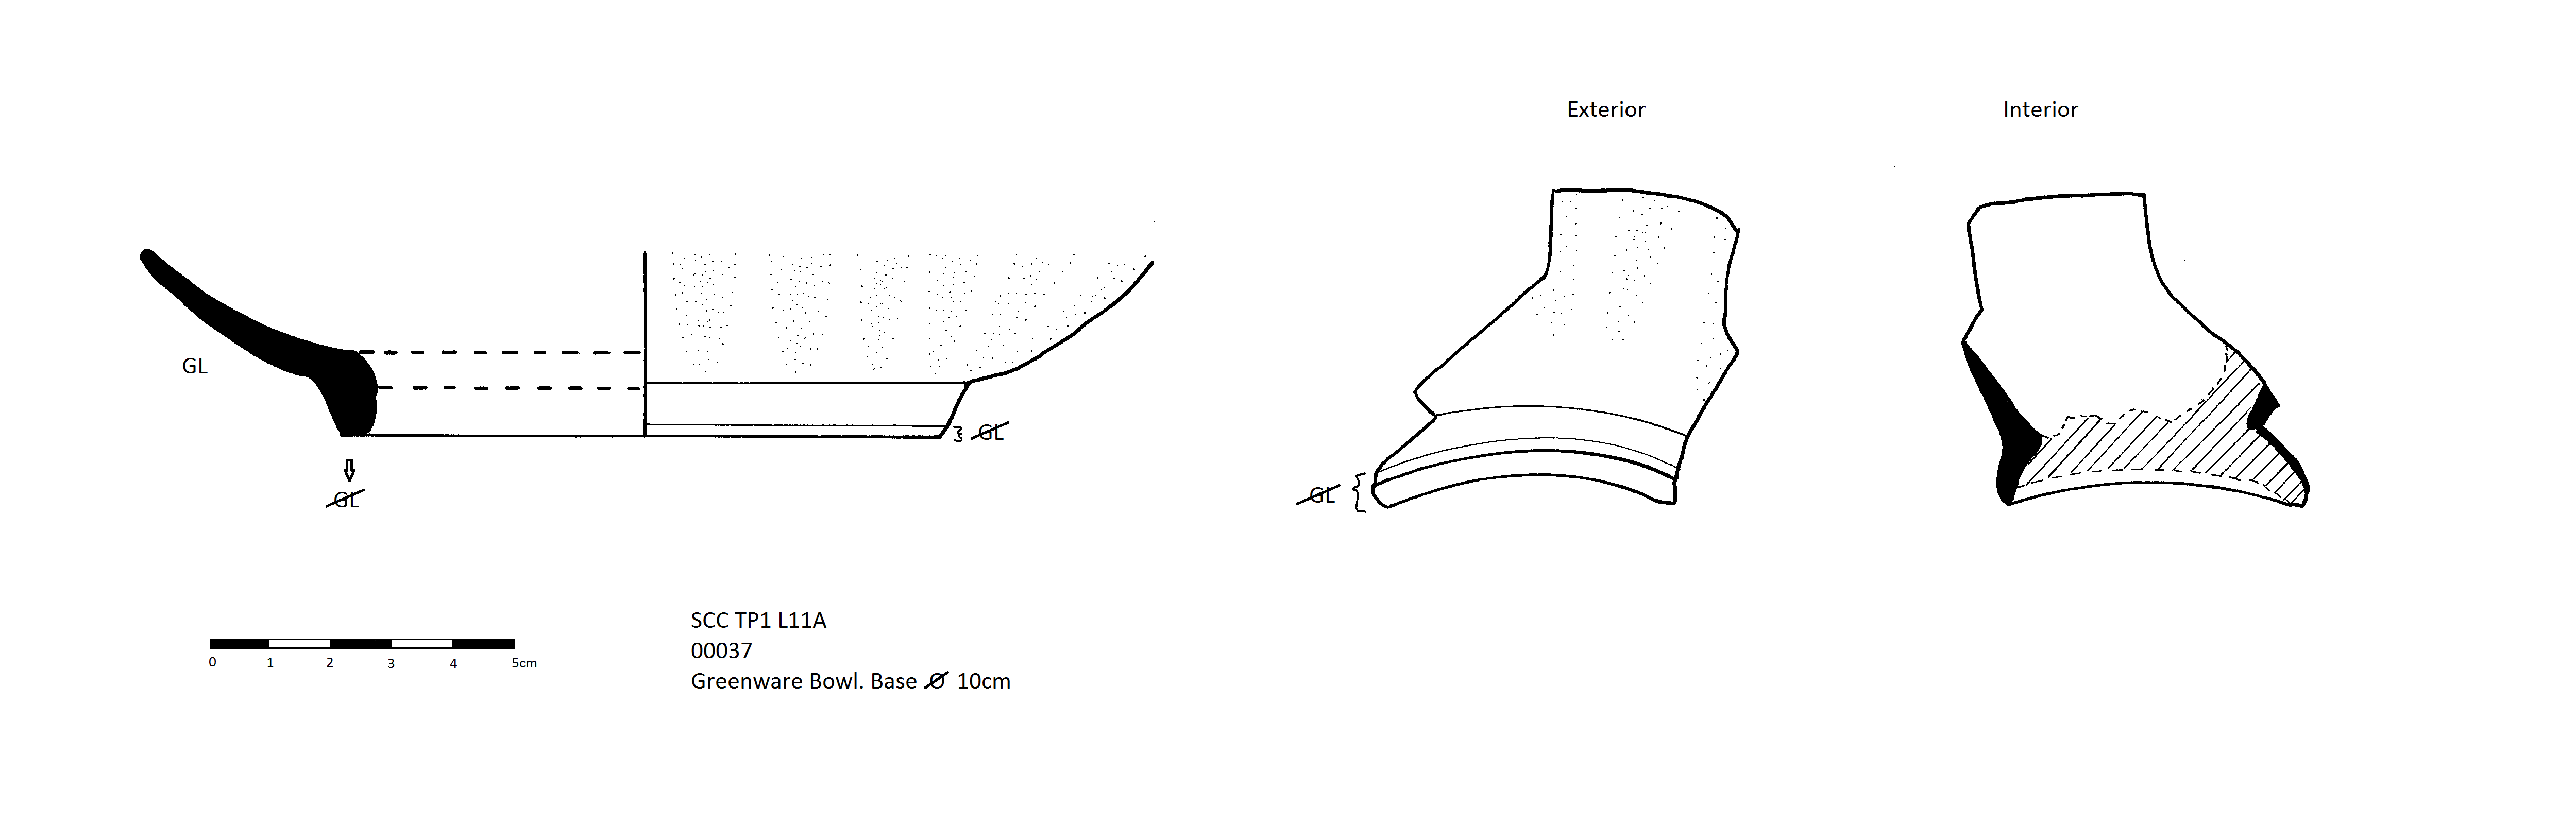 Exterior
Interior
GL
GL
GL
GL
SCC TP1 L11A
00037
Greenware Bowl. Base Ø 10cm
0 1 2 3 4 5cm